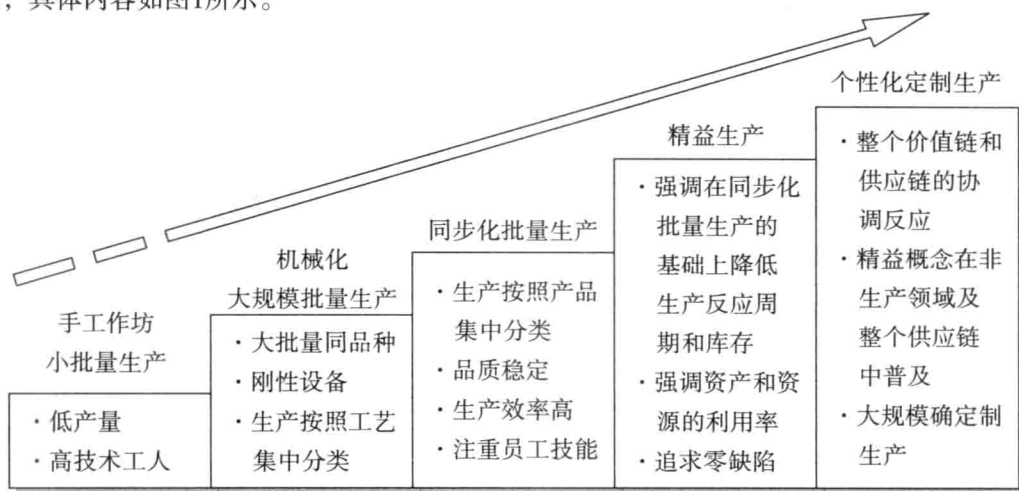 ，具体内容如图1所示。
个性化定制生产
·整个价值链和
供应链的协
调反应
·精益概念在非
生产领域及
整个供应链
中普及
·大规模确定制
生产
精益生产
·强调在同步化
批量生产的
基础上降低
生产反应周
期和库存
·强调资产和资
源的利用率
·追求零缺陷
同步化批量生产
·生产按照产品
集中分类
·品质稳定
·生产效率高
·注重员工技能
机械化
大规模批量生产
·大批量同品种
·刚性设备
·生产按照工艺
集中分类
手工作坊
小批量生产
·低产量
·高技术工人